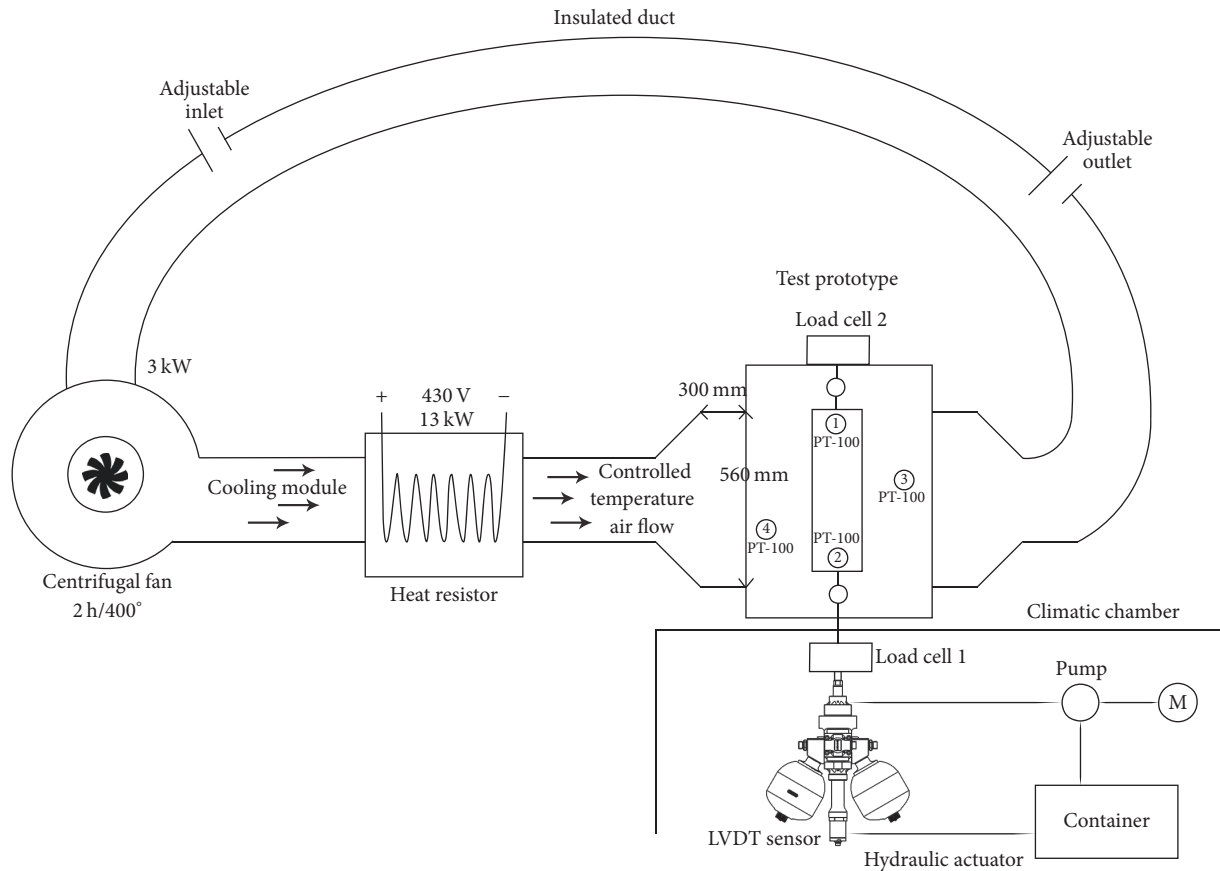 Insulated duct
Adjustable
inlet
Adjustable
outlet
Test prototype
Load cell 2
3 kW
300 mm
+ 430 V −
13 kW
1
PT-100
560 mm
Cooling module
Controlled
temperature
air flow
3
PT-100
4
PT-100
PT-100
2
Centrifugal fan
2 h/400°
Heat resistor
Climatic chamber
Load cell 1
Pump
M
Container
LVDT sensor
Hydraulic actuator